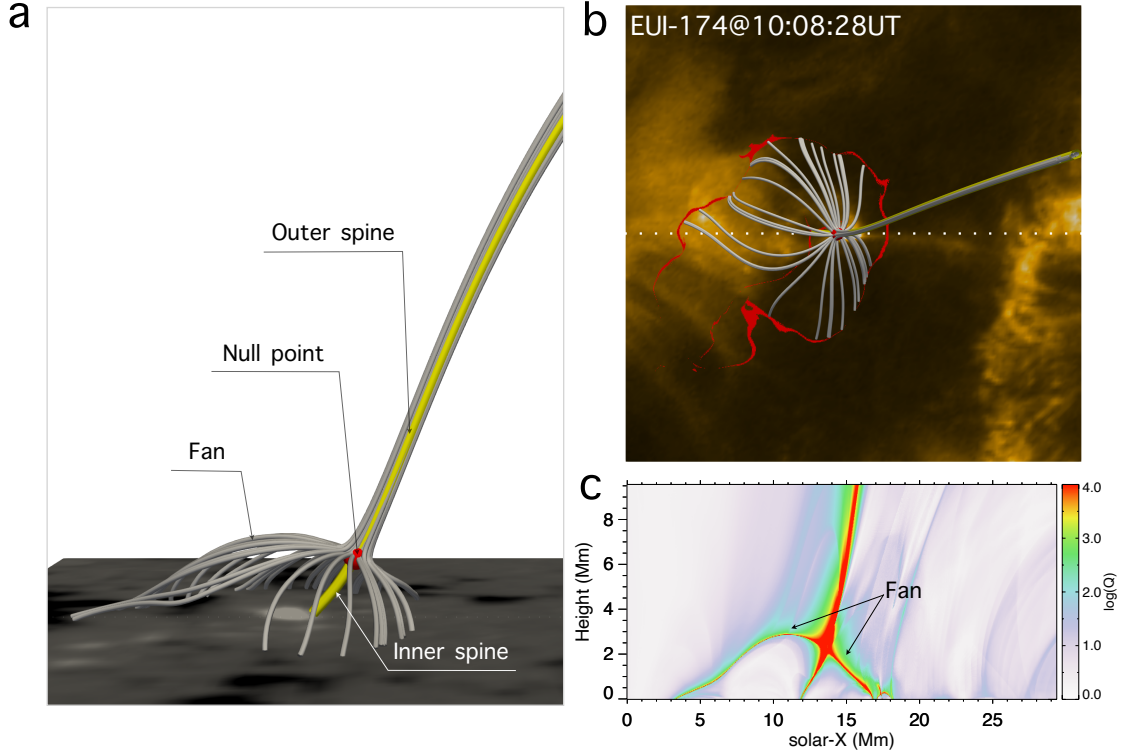 a
Outer spine
Null point
Fan
Inner spine
b
EUI-174@10:08:28UT
c
Fan
Height (Mm)
8
6
4
2
0
0 5 10 15 20 25
solar-X (Mm)
4.0
3.0
2.0
1.0
0.0
log(Q)